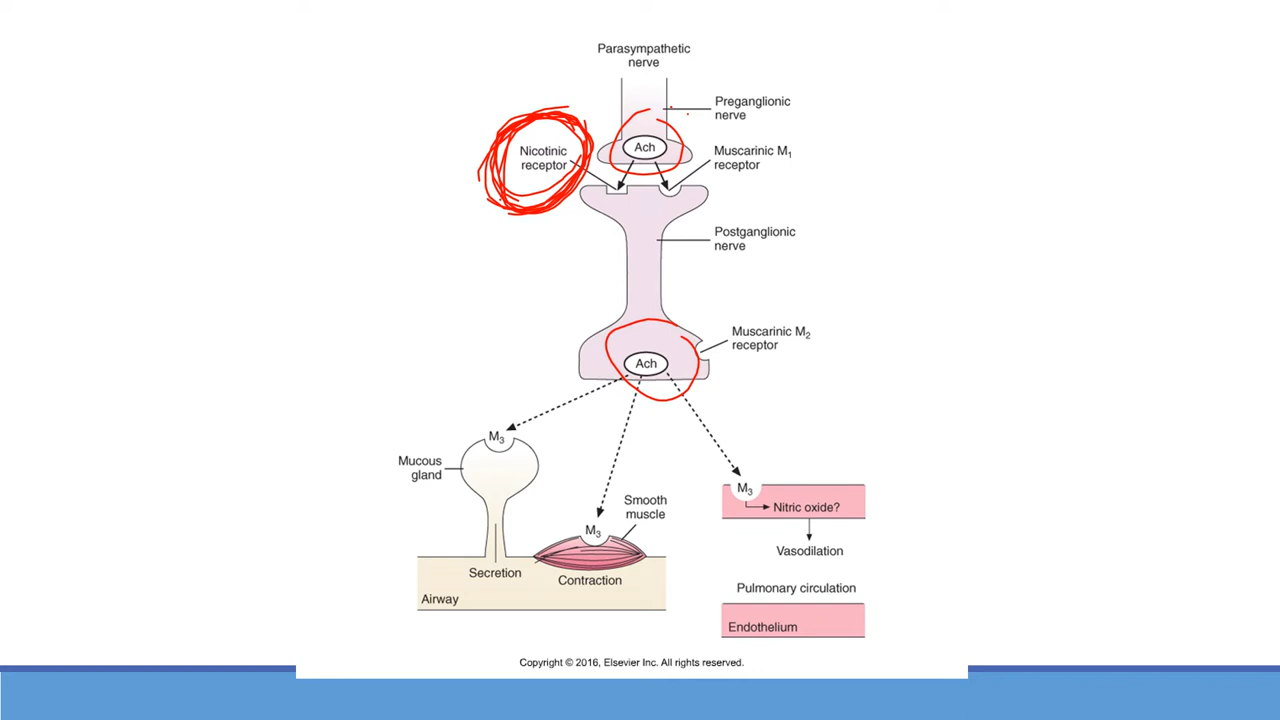 Parasympathetic
nerve
Preganglionic
nerve
Ach
Nicotinic
receptor
Muscarinic M₁
receptor
Postganglionic
nerve
Muscarinic M₂
receptor
Ach
M₃
Mucous
gland
M₃
Nitric oxide?
Smooth
muscle
M₃
Vasodilation
Secretion
Contraction
Pulmonary circulation
Airway
Endothelium
Copyright © 2016, Elsevier Inc. All rights reserved.